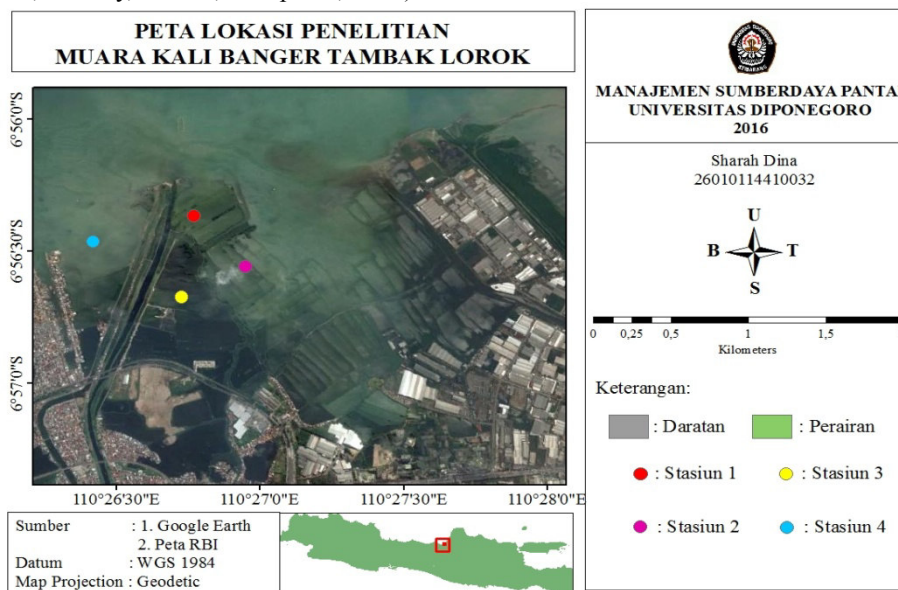 PETA LOKASI PENELITIAN
MUARA KALI BANGER TAMBAK LOROK
6°56'0"S
6°56'30"S
6°57'0"S
110°26'30"E 110°27'0"E 110°27'30"E 110°28'0"E
Sumber : 1. Google Earth
2. Peta RBI
Datum : WGS 1984
Map Projection : Geodetic
MANAJEMEN SUMBERDAYA PANTA
UNIVERSITAS DIPONEGORO
2016
Sharah Dina
26010114410032
U
B T
S
0 0,25 0,5 1 1,5
Kilometers
Keterangan:
: Daratan : Perairan
: Stasiun 1 : Stasiun 3
: Stasiun 2 : Stasiun 4